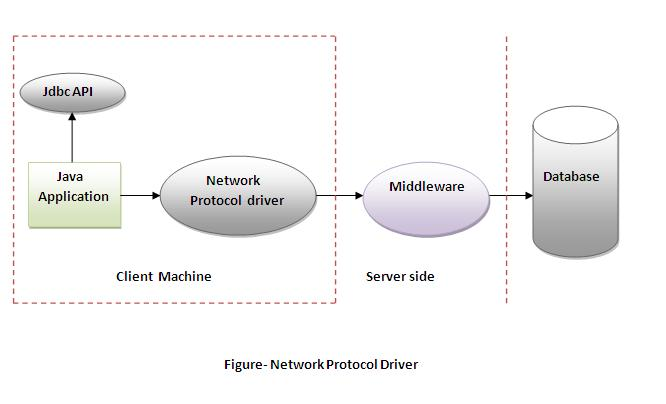 Jdbc API
Java
Application
Network
Protocol driver
Middleware
Database
Client Machine
Server side
Figure- Network Protocol Driver